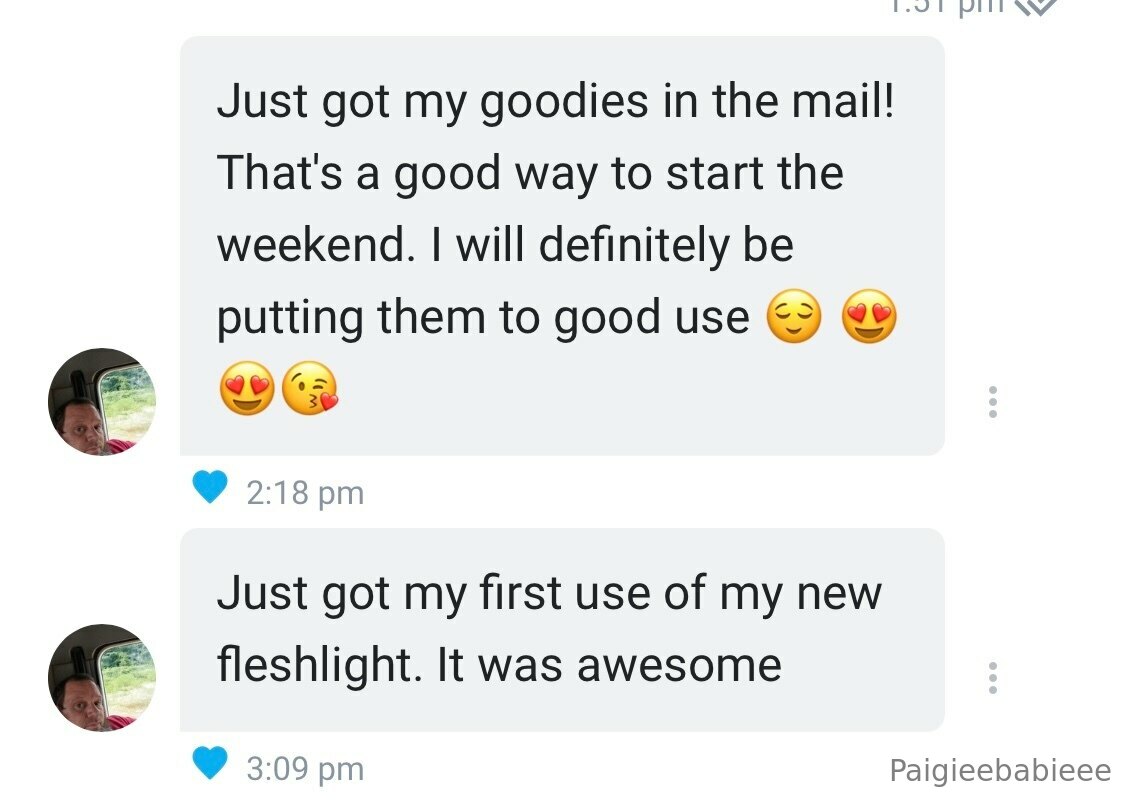 1:51 pm
Just got my goodies in the mail!
That's a good way to start the
weekend. I will definitely be
putting them to good use 😌 😍
😍😘
2:18 pm
Just got my first use of my new
fleshlight. It was awesome
3:09 pm
Paigieebabieee